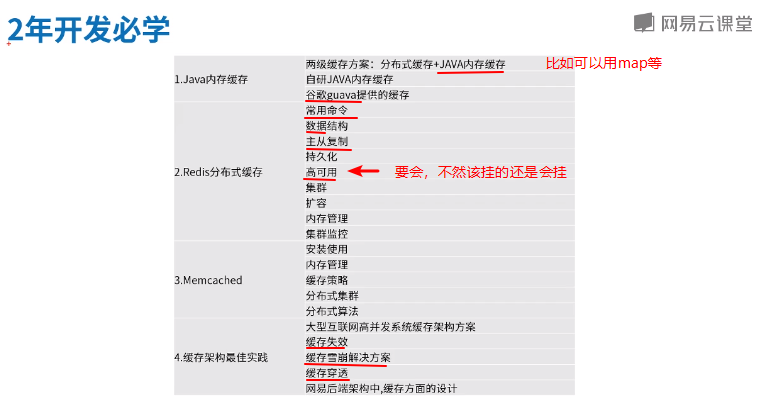 2年开发必学
网易云课堂
1.Java内存缓存
两级缓存方案：分布式缓存+JAVA内存缓存
比如可以用map等
自研JAVA内存缓存
谷歌guava提供的缓存
2.Redis分布式缓存
常用命令
数据结构
主从复制
持久化
高可用
要会，不然该挂的还是会挂
集群
扩容
内存管理
集群监控
3.Memcached
安装使用
内存管理
缓存策略
分布式集群
分布式算法
4.缓存架构最佳实践
大型互联网高并发系统缓存架构方案
缓存失效
缓存雪崩解决方案
缓存穿透
网易后端架构中,缓存方面的设计